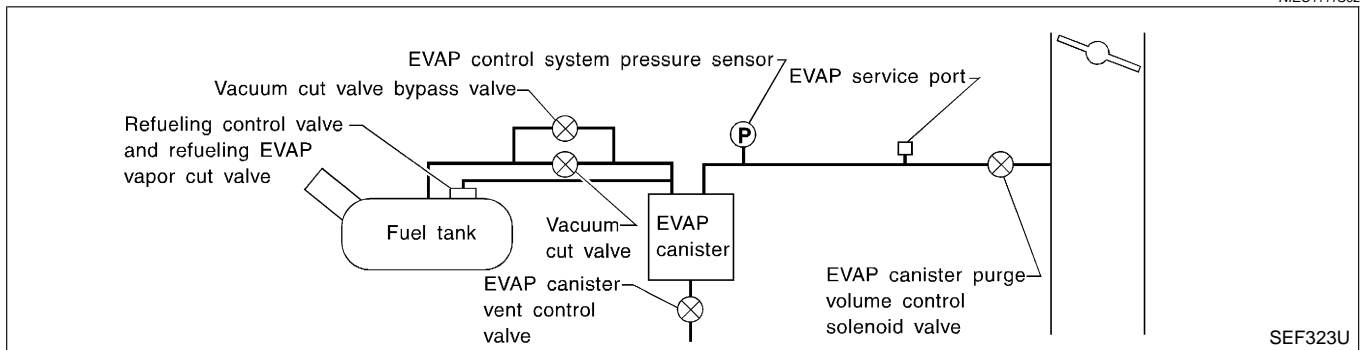 EVAP control system pressure sensor
EVAP service port
Vacuum cut valve bypass valve
Refueling control valve
and refueling EVAP
vapor cut valve
P
Fuel tank
Vacuum
cut valve
EVAP
canister
EVAP canister
vent control
valve
EVAP canister purge
volume control
solenoid valve
SEF323U